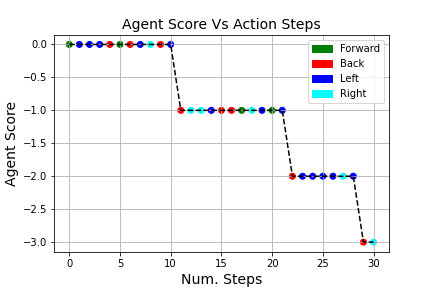 Agent Score Vs Action Steps
Agent Score
0.0
−0.5
−1.0
−1.5
−2.0
−2.5
−3.0
Forward
Back
Left
Right
0 5 10 15 20 25 30
Num. Steps